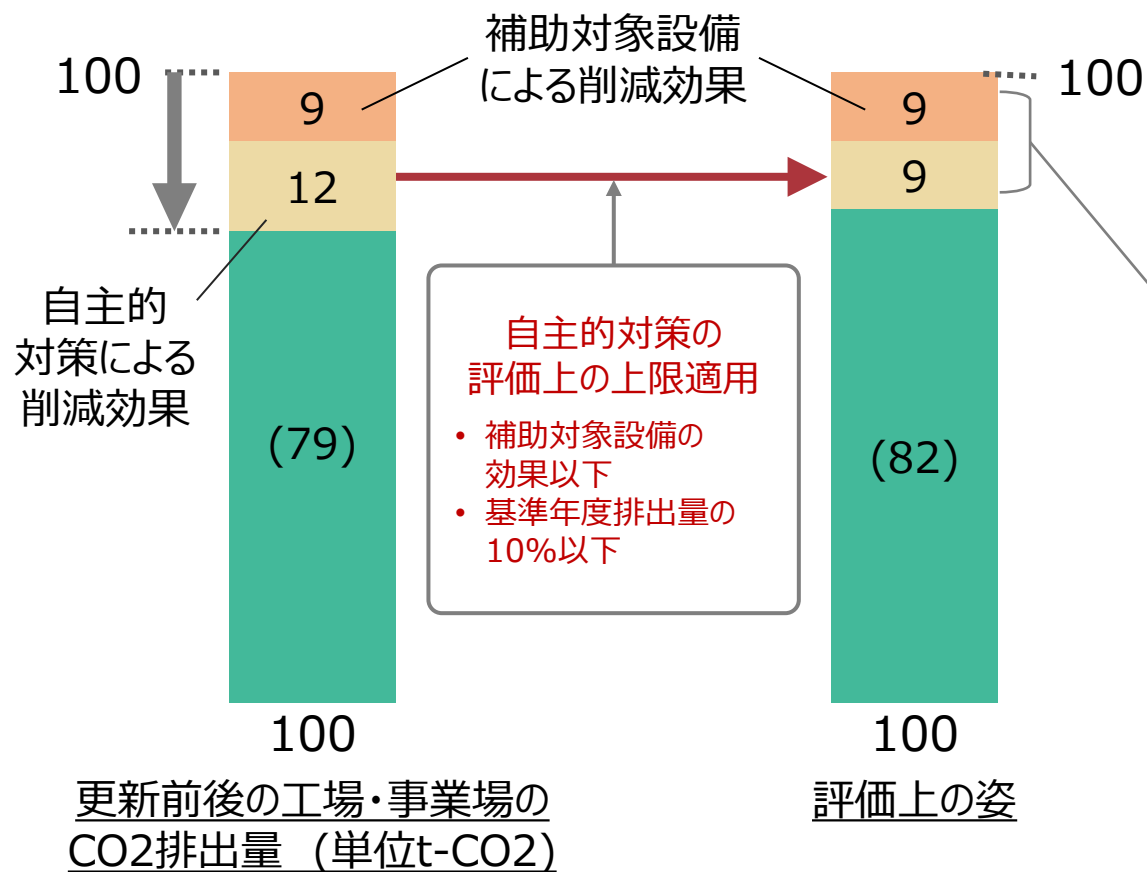 補助対象設備
による削減効果
100
100
9
9
12
9
自主的
対策による
削減効果
自主的対策の
評価上の上限適用
• 補助対象設備の
効果以下
• 基準年度排出量の
10%以下
(79)
(82)
100
100
更新前後の工場・事業場の
CO2排出量 (単位t-CO2)
評価上の姿